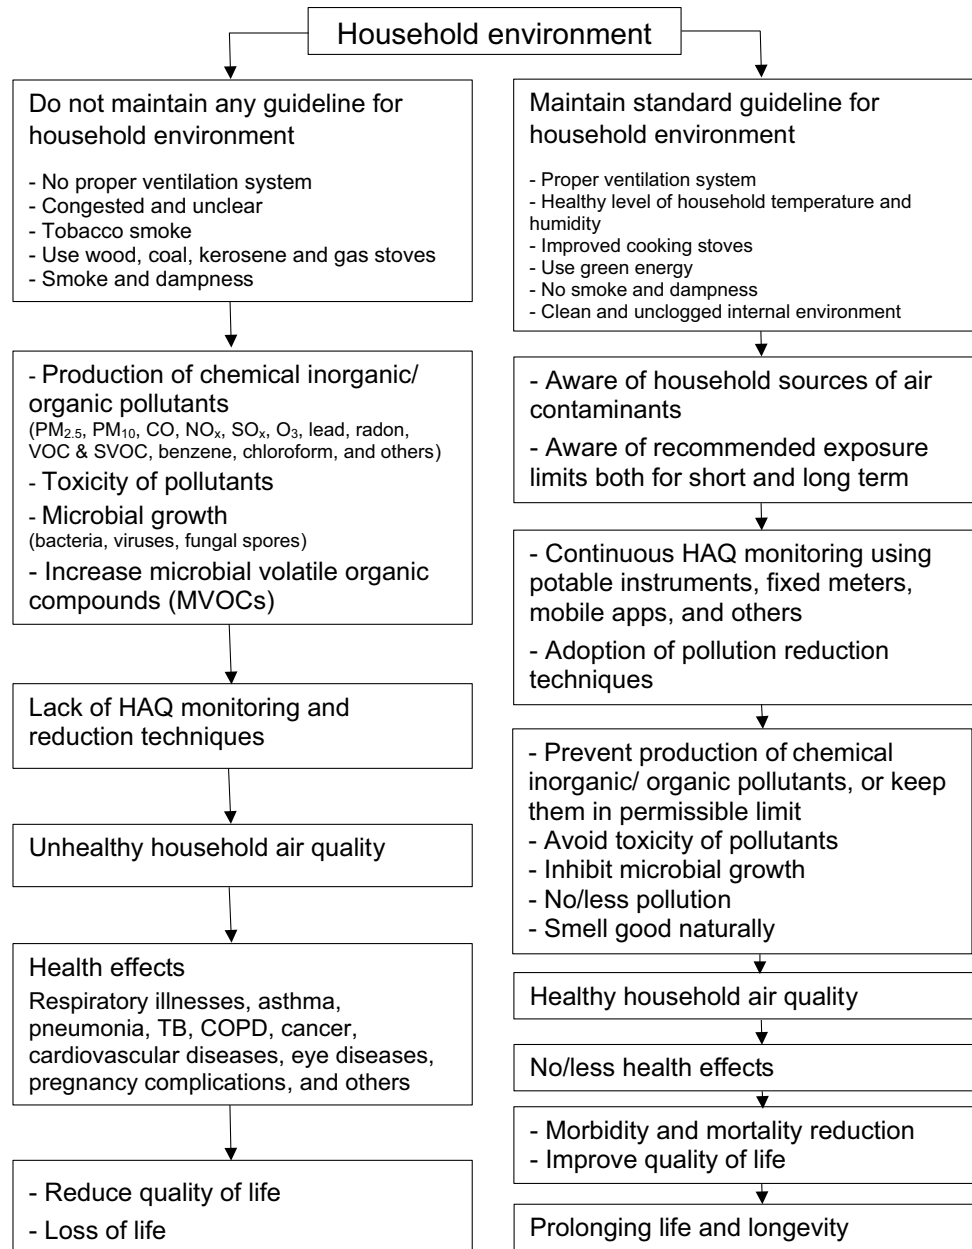 Household environment
Do not maintain any guideline for
household environment
- No proper ventilation system
- Congested and unclear
- Tobacco smoke
- Use wood, coal, kerosene and gas stoves
- Smoke and dampness
- Production of chemical inorganic/
organic pollutants
(PM2.5, PM10, CO, NOx, SOx, O3, lead, radon,
VOC & SVOC, benzene, chloroform, and others)
- Toxicity of pollutants
- Microbial growth
(bacteria, viruses, fungal spores)
- Increase microbial volatile organic
compounds (MVOCs)
Lack of HAQ monitoring and
reduction techniques
Unhealthy household air quality
Health effects
Respiratory illnesses, asthma,
pneumonia, TB, COPD, cancer,
cardiovascular diseases, eye diseases,
pregnancy complications, and others
- Reduce quality of life
- Loss of life
Maintain standard guideline for
household environment
- Proper ventilation system
- Healthy level of household temperature and
humidity
- Improved cooking stoves
- Use green energy
- No smoke and dampness
- Clean and unclogged internal environment
- Aware of household sources of air
contaminants
- Aware of recommended exposure
limits both for short and long term
- Continuous HAQ monitoring using
potable instruments, fixed meters,
mobile apps, and others
- Adoption of pollution reduction
techniques
- Prevent production of chemical
inorganic/ organic pollutants, or keep
them in permissible limit
- Avoid toxicity of pollutants
- Inhibit microbial growth
- No/less pollution
- Smell good naturally
Healthy household air quality
No/less health effects
- Morbidity and mortality reduction
- Improve quality of life
Prolonging life and longevity